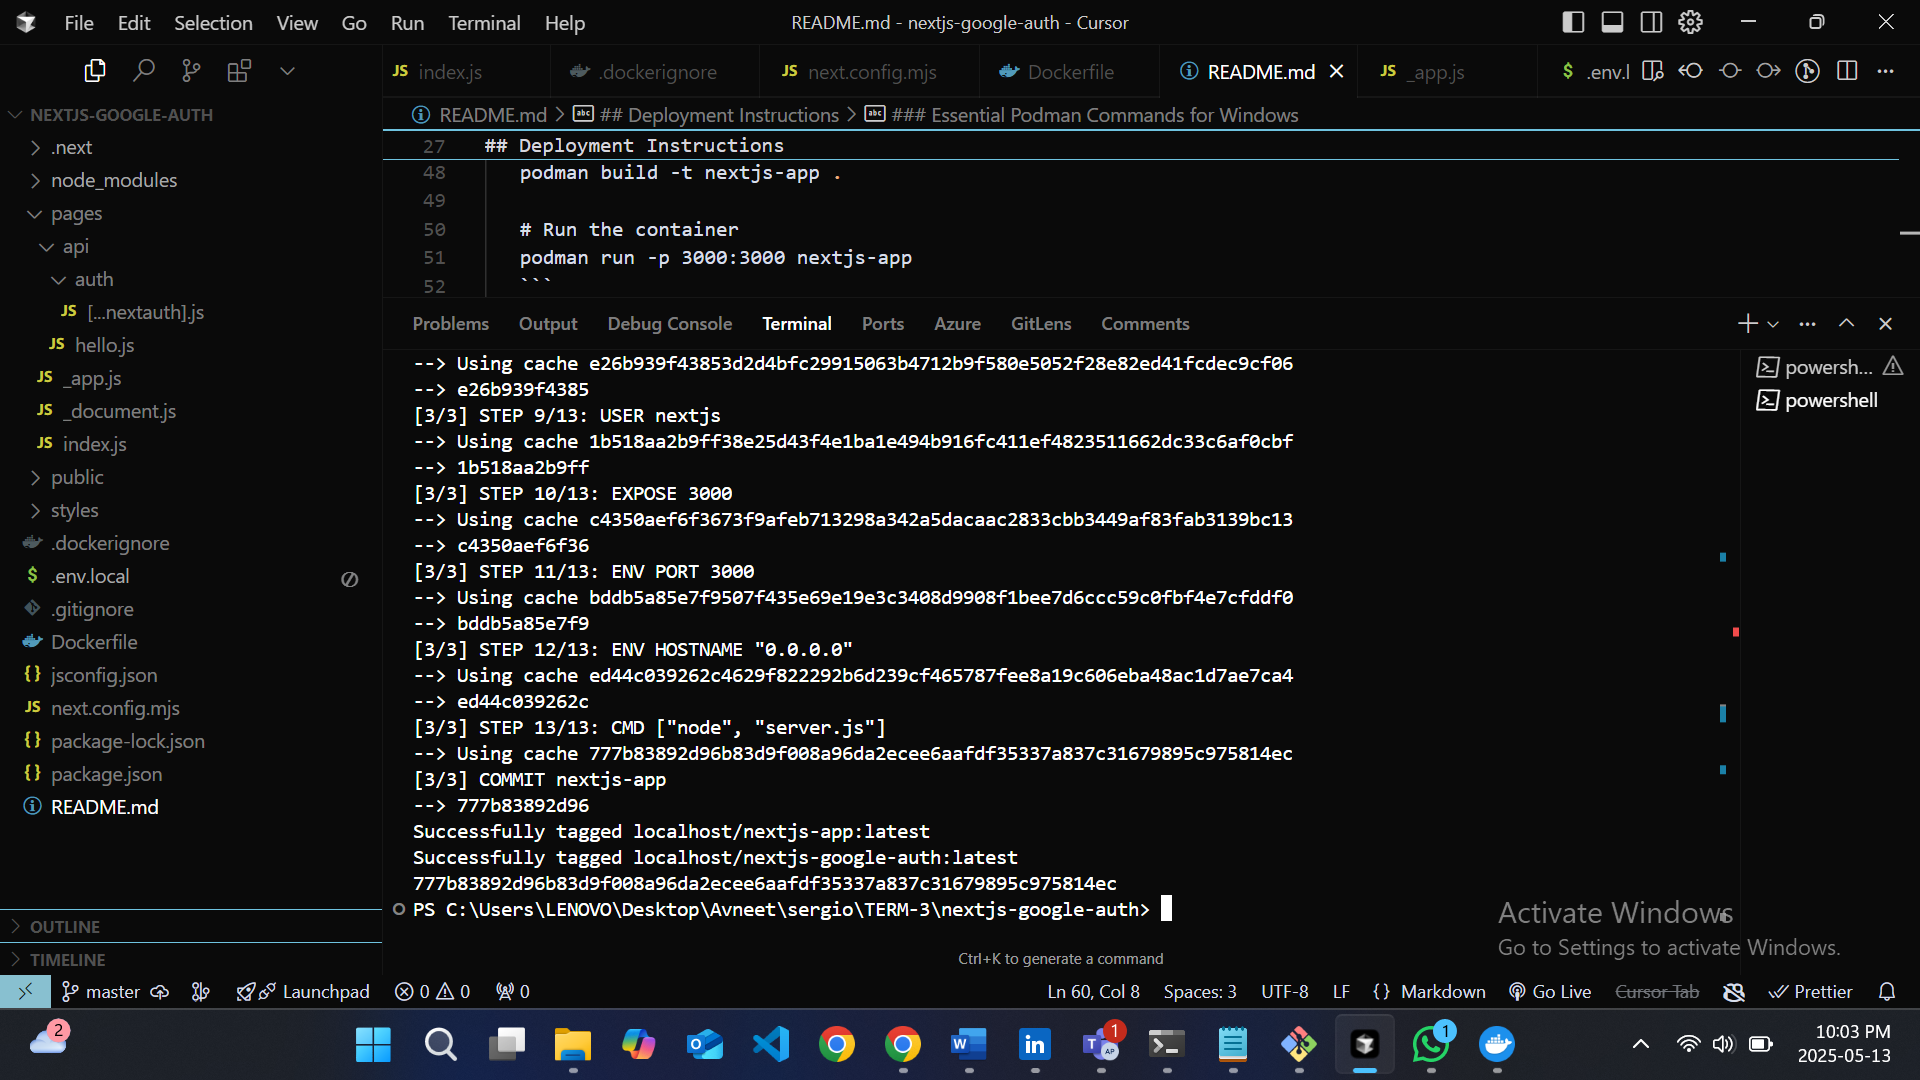 File Edit Selection View Go Run Terminal Help
README.md - nextjs-google-auth - Cursor
JS index.js
.dockerignore
JS next.config.mjs
Dockerfile
README.md
JS _app.js
$ .env.l
README.md > ## Deployment Instructions > ### Essential Podman Commands for Windows
NEXTJS-GOOGLE-AUTH
.next
node_modules
pages
api
auth
JS [...nextauth].js
JS hello.js
JS _app.js
JS _document.js
JS index.js
public
styles
.dockerignore
$ .env.local
.gitignore
Dockerfile
{} jsconfig.json
JS next.config.mjs
{} package-lock.json
{} package.json
README.md
OUTLINE
TIMELINE
27 ## Deployment Instructions
48 podman build -t nextjs-app .
49
50 # Run the container
51 podman run -p 3000:3000 nextjs-app
52 ```
Problems Output Debug Console Terminal Ports Azure GitLens Comments
--> Using cache e26b939f43853d2d4bfc29915063b4712b9f580e5052f28e82ed41fcdec9cf06
--> e26b939f4385
[3/3] STEP 9/13: USER nextjs
--> Using cache 1b518aa2b9ff38e25d43f4e1ba1e494b916fc411ef4823511662dc33c6af0cbf
--> 1b518aa2b9ff
[3/3] STEP 10/13: EXPOSE 3000
--> Using cache c4350aef6f3673f9afeb713298a342a5dacaac2833cbb3449af83fab3139bc13
--> c4350aef6f36
[3/3] STEP 11/13: ENV PORT 3000
--> Using cache bddb5a85e7f9507f435e69e19e3c3408d9908f1bee7d6ccc59c0fbf4e7cfddf0
--> bddb5a85e7f9
[3/3] STEP 12/13: ENV HOSTNAME "0.0.0.0"
--> Using cache ed44c039262c4629f822292b6d239cf465787fee8a19c606eba48ac1d7ae7ca4
--> ed44c039262c
[3/3] STEP 13/13: CMD ["node", "server.js"]
--> Using cache 777b83892d96b83d9f008a96da2ecee6aafdf35337a837c31679895c975814ec
[3/3] COMMIT nextjs-app
--> 777b83892d96
Successfully tagged localhost/nextjs-app:latest
Successfully tagged localhost/nextjs-google-auth:latest
777b83892d96b83d9f008a96da2ecee6aafdf35337a837c31679895c975814ec
PS C:\Users\LENOVO\Desktop\Avneet\sergio\TERM-3\nextjs-google-auth>
Ctrl+K to generate a command
powersh...
powershell
Activate Windows
Go to Settings to activate Windows.
master
Launchpad
0 0
0
Ln 60, Col 8
Spaces: 3
UTF-8
LF
{} Markdown
Go Live
Cursor Tab
Prettier
2
1
1
10:03 PM
2025-05-13